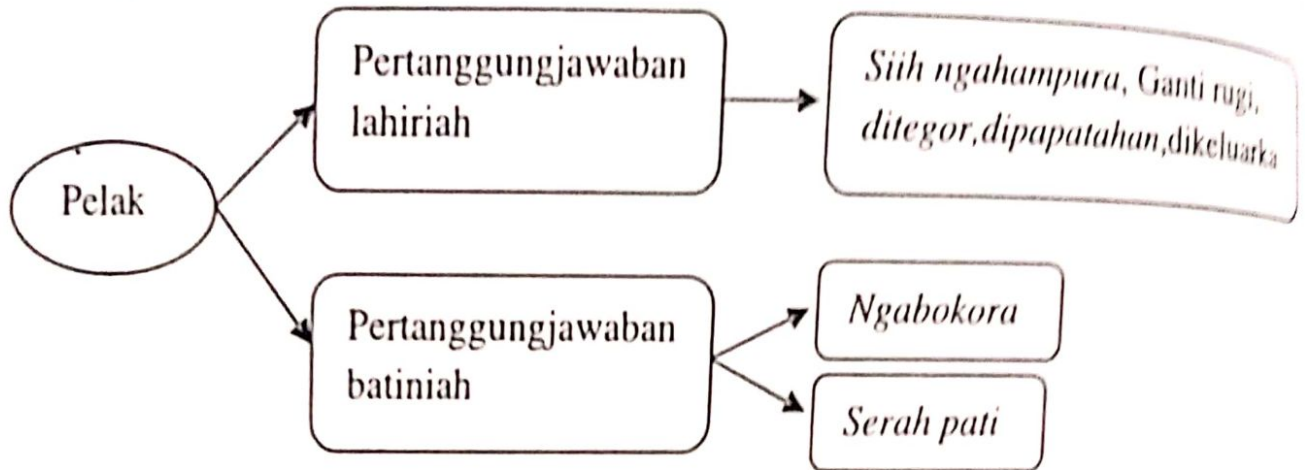 Pertanggungjawaban
lahiriah
Siih ngahampura, Ganti rugi,
ditegor,dipapatahan,dikeluarka
Pelak
Pertanggungjawaban
batiniah
Ngabokora
Serah pati